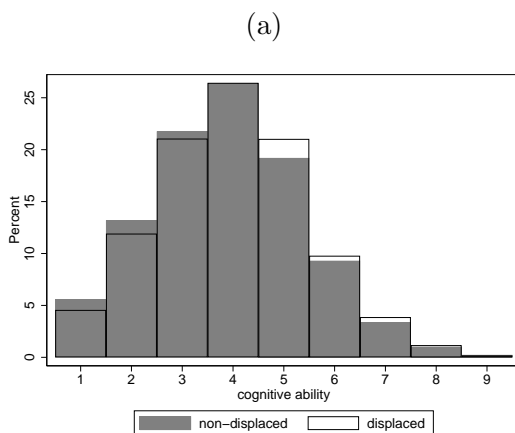 (a)
25
20
15
10
5
0
Percent
1 2 3 4 5 6 7 8 9
cognitive ability
non−displaced displaced